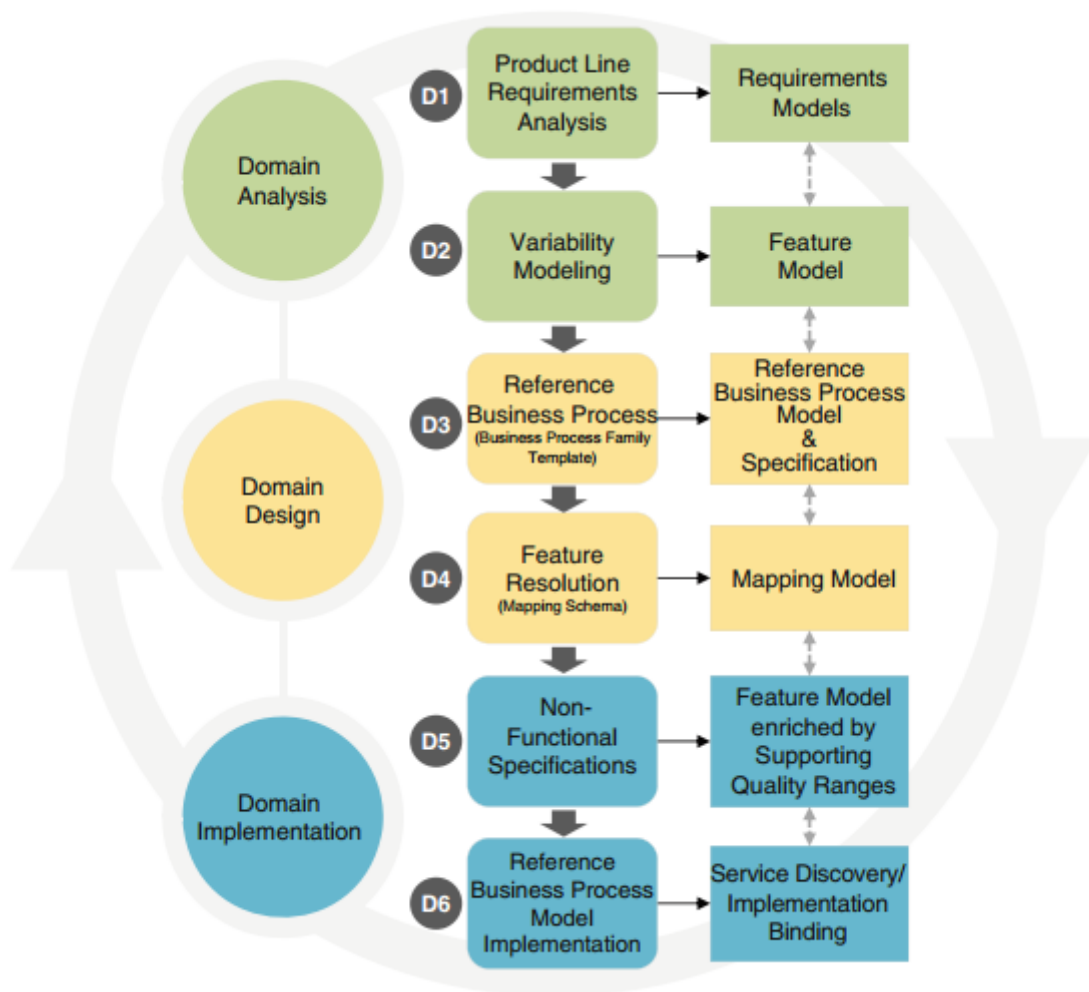 Domain
Analysis
Domain
Design
Domain
Implementation
D1
Product Line
Requirements
Analysis
Requirements
Models
D2
Variability
Modeling
Feature
Model
D3
Reference
Business Process
(Business Process Family
Template)
Reference
Business Process
Model
&
Specification
D4
Feature
Resolution
(Mapping Schema)
Mapping Model
D5
Non-
Functional
Specifications
Feature Model
enriched by
Supporting
Quality Ranges
D6
Reference
Business Process
Model
Implementation
Service Discovery/
Implementation
Binding